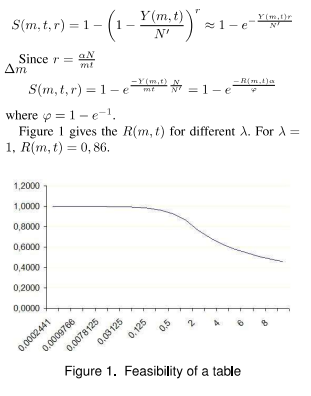 S(m, t, r) = 1 − (1 − Y(m, t)/N′)^r ≈ 1 − e^{−Y(m,t)r/N′}
Since r = αN/mt
Δm
S(m, t, r) = 1 − e^{−Y(m,t)/mt N/N′} = 1 − e^{−R(m,t)α/φ}
where φ = 1 − e^{−1}.
Figure 1 gives the R(m, t) for different λ. For λ =
1, R(m, t) = 0, 86.
1,2000
1,0000
0,8000
0,6000
0,4000
0,2000
0,0000
0,0002441 0,0009766 0,0078125 0,03125 0,125 0,5 2 4 6 8
Figure 1. Feasibility of a table